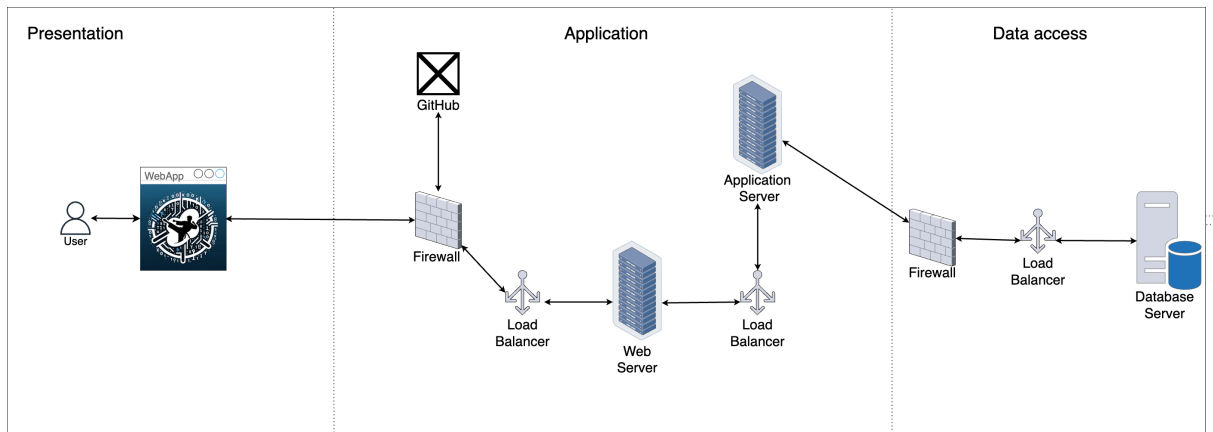 Presentation
Application
Data access
GitHub
WebApp
User
Firewall
Load
Balancer
Web
Server
Application
Server
Load
Balancer
Firewall
Load
Balancer
Database
Server